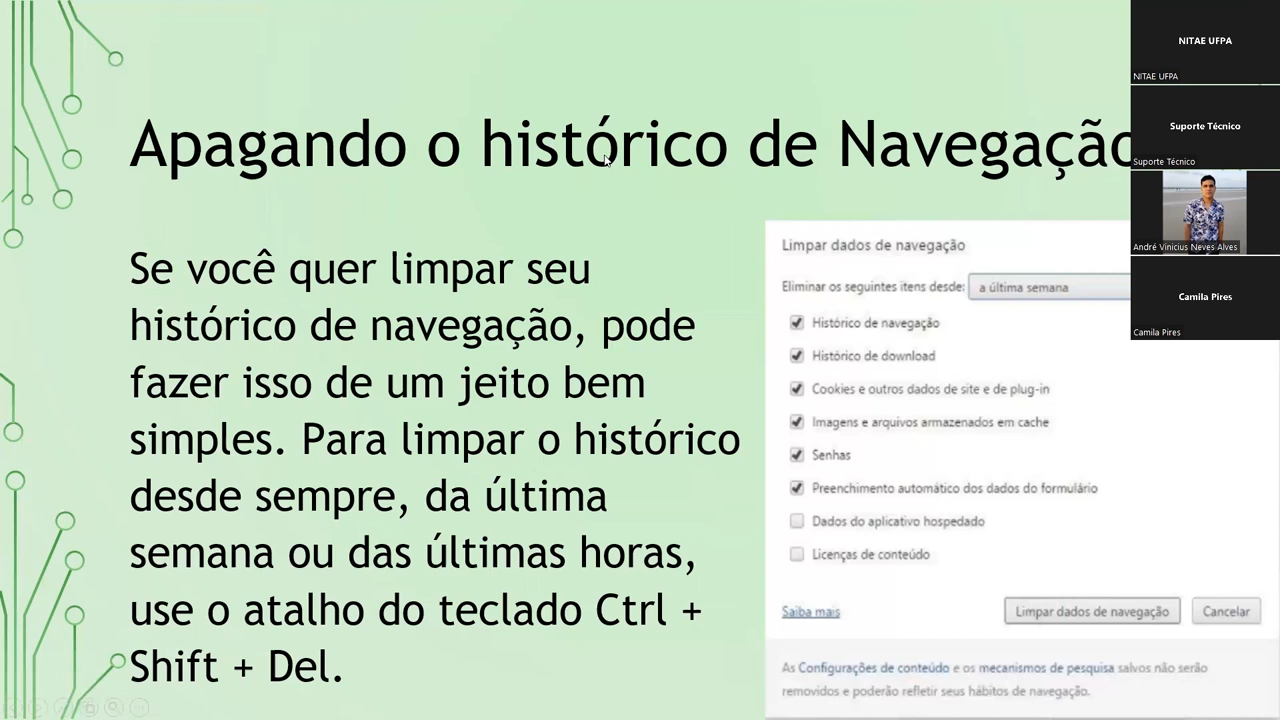 Apagando o histórico de Navegação
Se você quer limpar seu
histórico de navegação, pode
fazer isso de um jeito bem
simples. Para limpar o histórico
desde sempre, da última
semana ou das últimas horas,
use o atalho do teclado Ctrl +
Shift + Del.
Limpar dados de navegação
Eliminar os seguintes itens desde: a última semana
Histórico de navegação
Histórico de download
Cookies e outros dados de site e de plug-in
Imagens e arquivos armazenados em cache
Senhas
Preenchimento automático dos dados do formulário
Dados do aplicativo hospedado
Licenças de conteúdo
Saiba mais
Limpar dados de navegação
Cancelar
As Configurações de conteúdo e os mecanismos de pesquisa salvos não serão
removidos e poderão refletir seus hábitos de navegação.
NITAE UFPA
NITAE UFPA
Suporte Técnico
Suporte Técnico
André Vinicius Neves Alves
Camila Pires
Camila Pires